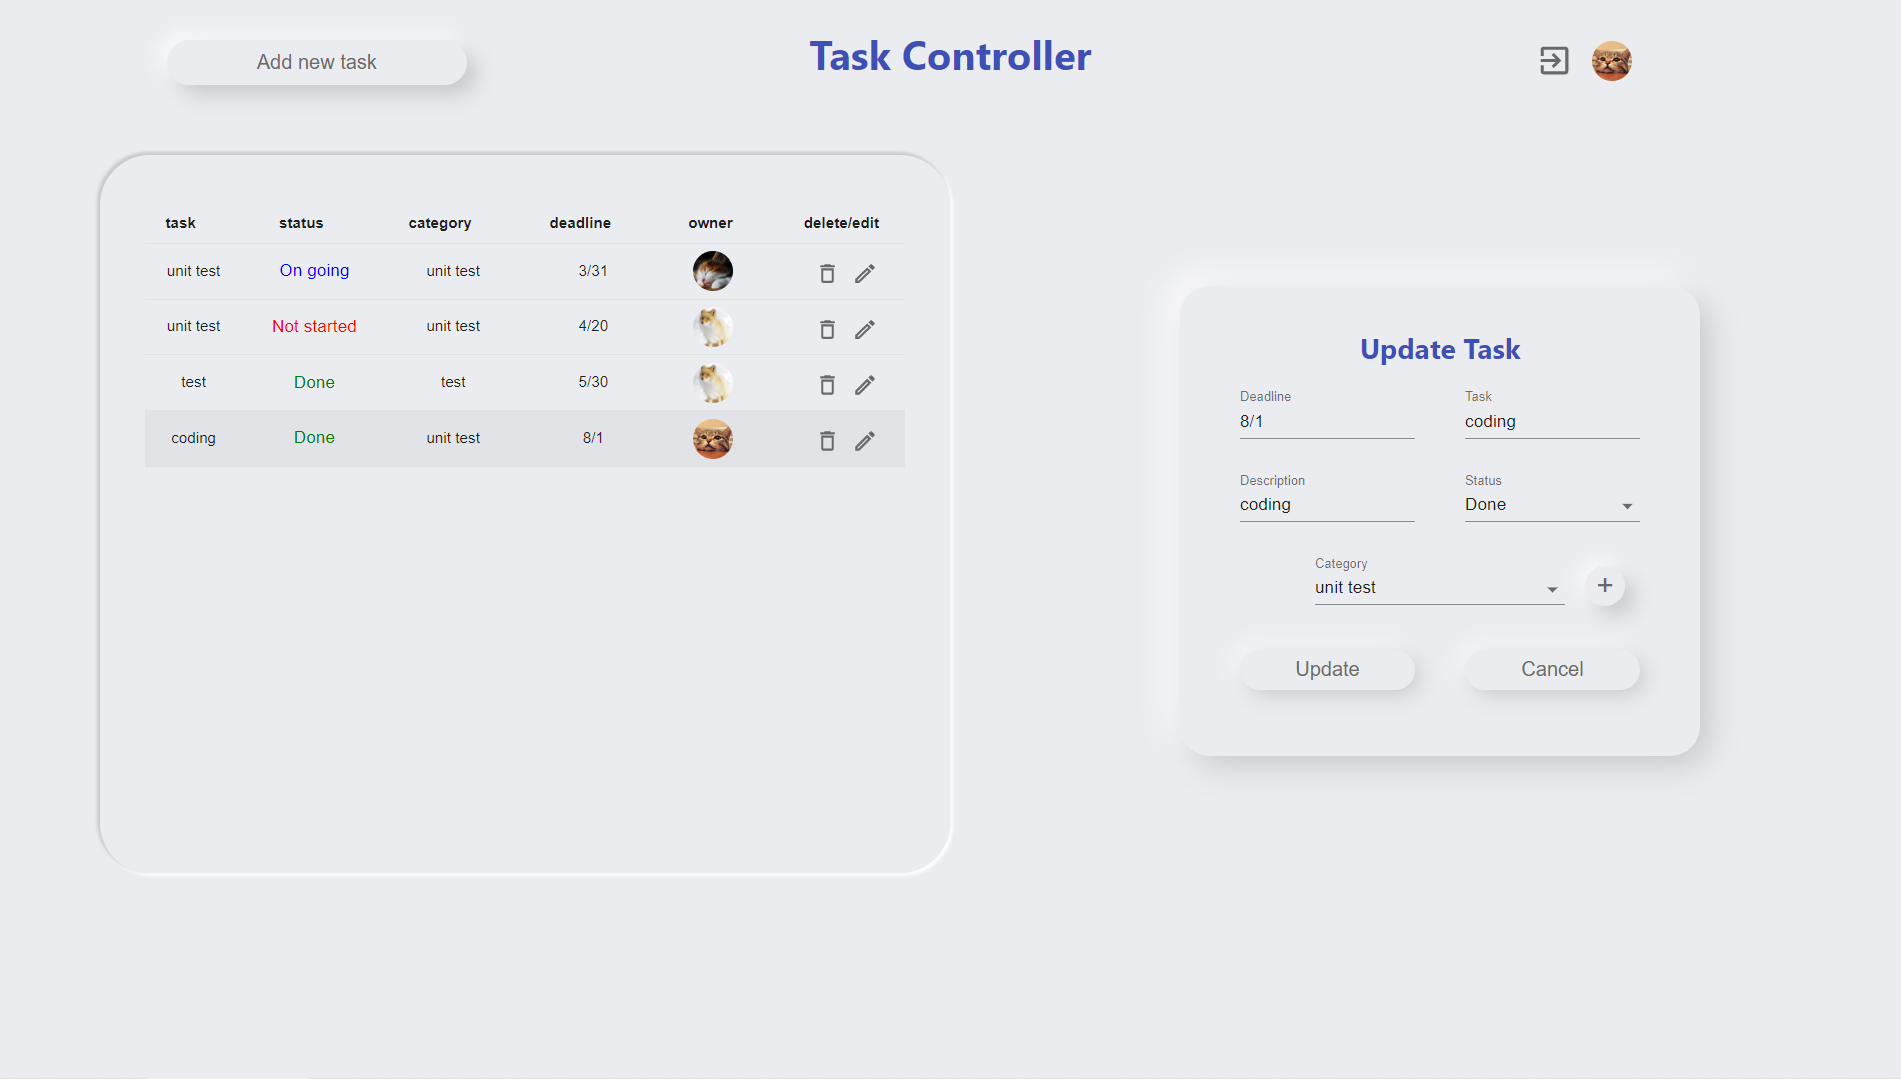 Add new task
Task Controller
task status category deadline owner delete/edit
unit test On going unit test 3/31
unit test Not started unit test 4/20
test Done test 5/30
coding Done unit test 8/1
Update Task
Deadline Task
8/1 coding
Description Status
coding Done
Category
unit test +
Update Cancel